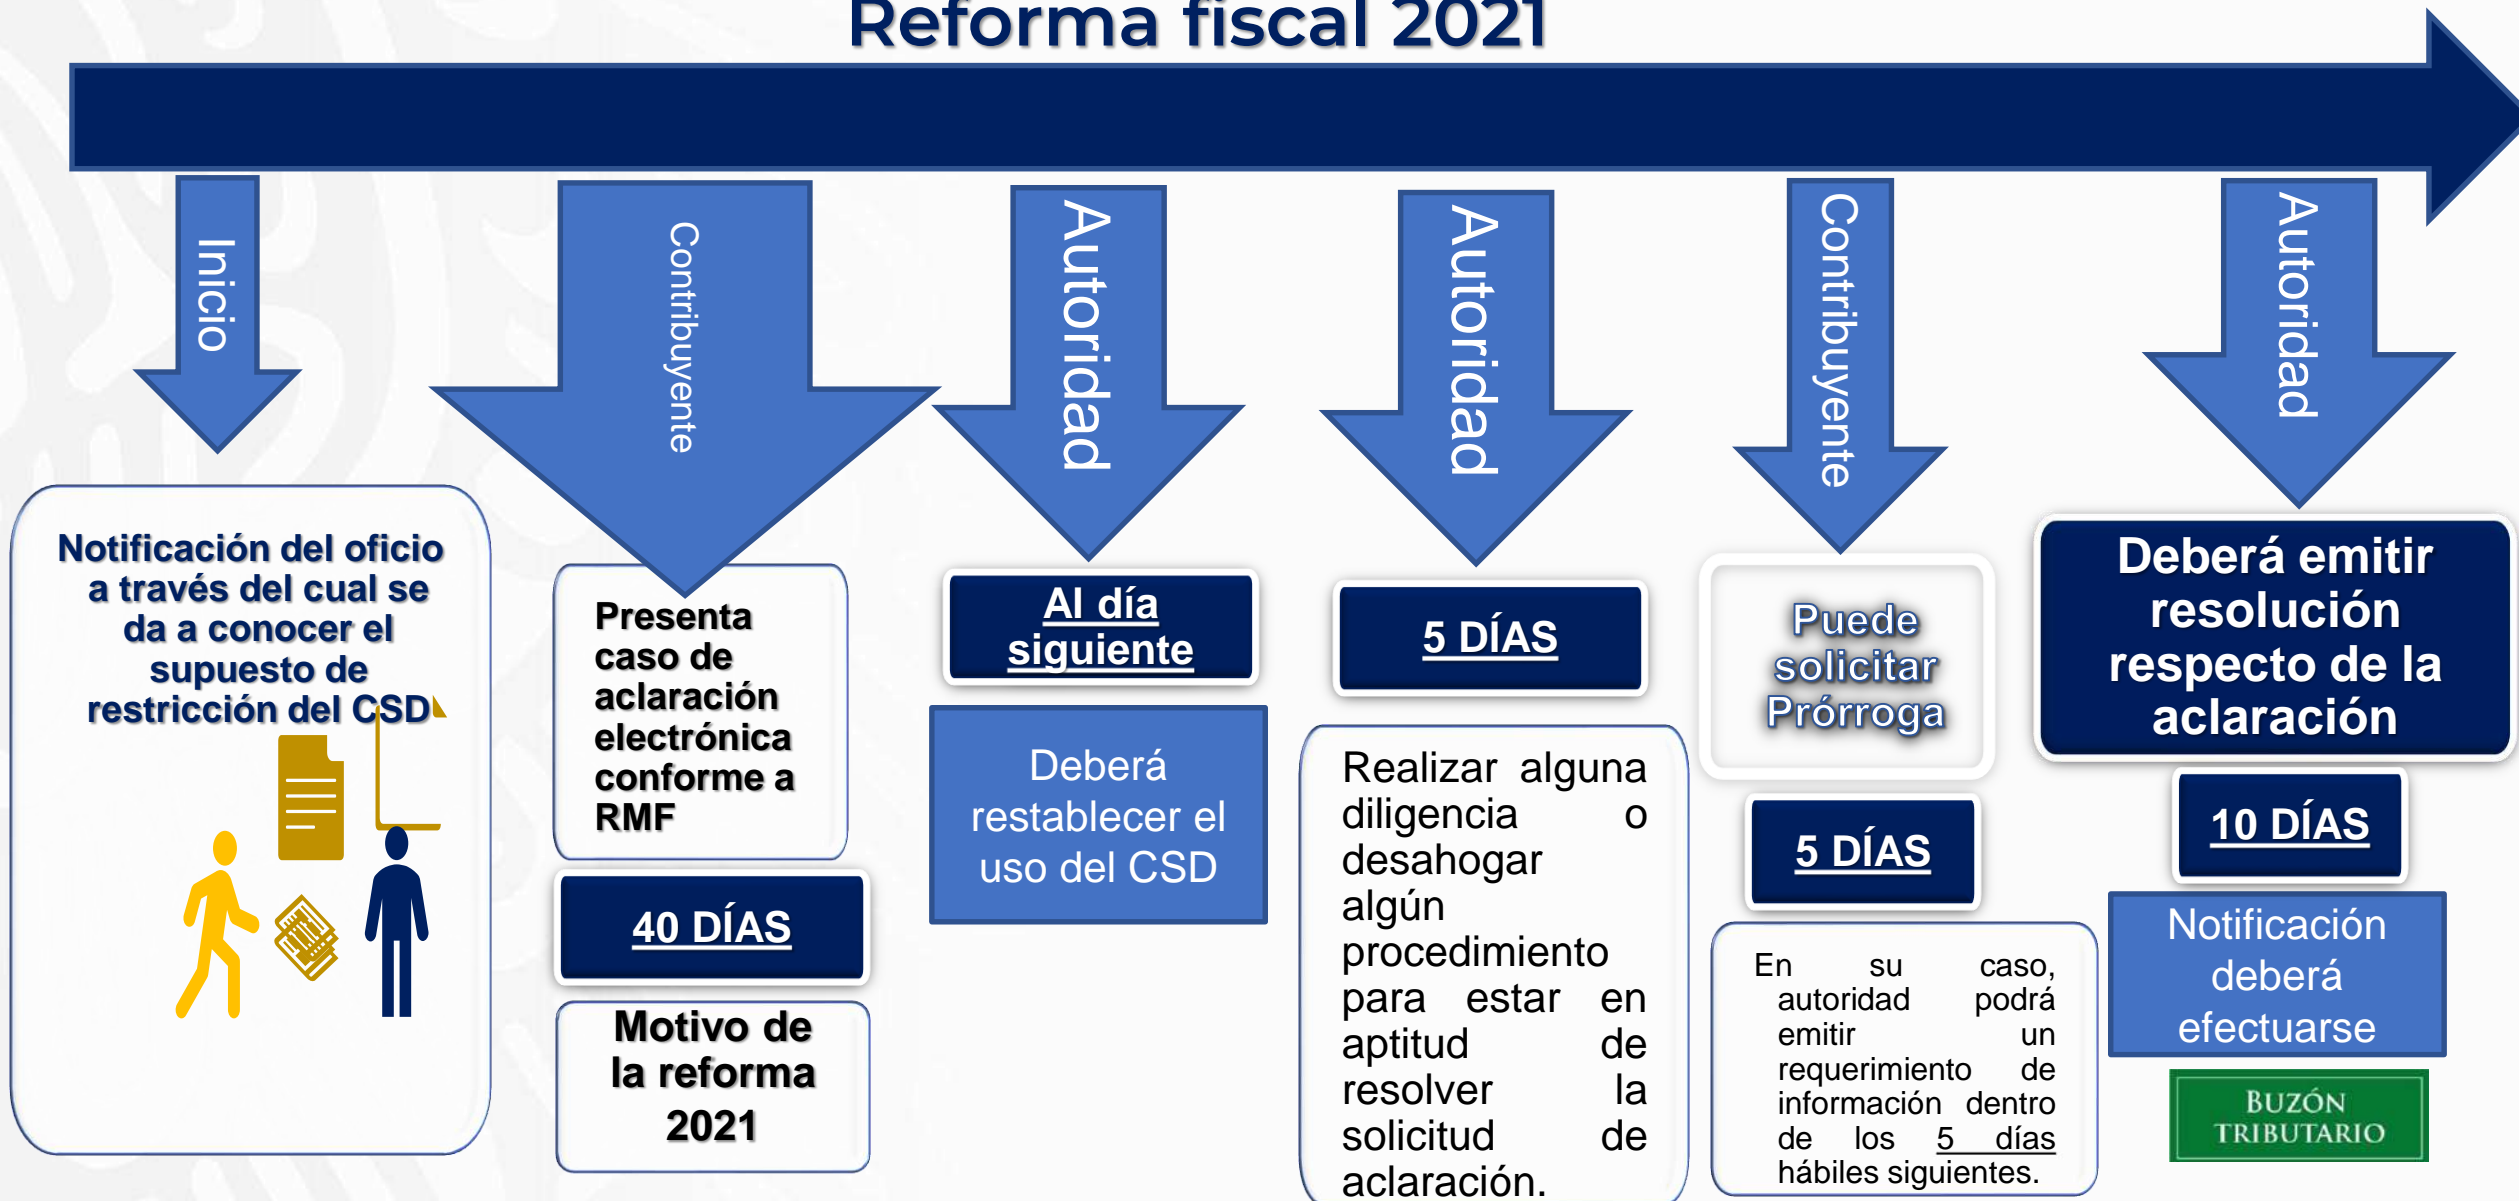 Reforma fiscal 2021
Inicio
Notificación del oficio
a través del cual se
da a conocer el
supuesto de
restricción del CSD
Contribuyente
Presenta
caso de
aclaración
electrónica
conforme a
RMF
40 DÍAS
Motivo de
la reforma
2021
Autoridad
Al día
siguiente
Deberá
restablecer el
uso del CSD
Autoridad
5 DÍAS
Realizar alguna
diligencia o
desahogar
algún
procedimiento
para estar en
aptitud de
resolver la
solicitud de
aclaración.
Contribuyente
Puede
solicitar
Prórroga
5 DÍAS
En su caso,
autoridad podrá
emitir un
requerimiento de
información dentro
de los 5 días
hábiles siguientes.
Autoridad
Deberá emitir
resolución
respecto de la
aclaración
10 DÍAS
Notificación
deberá
efectuarse
BUZÓN
TRIBUTARIO